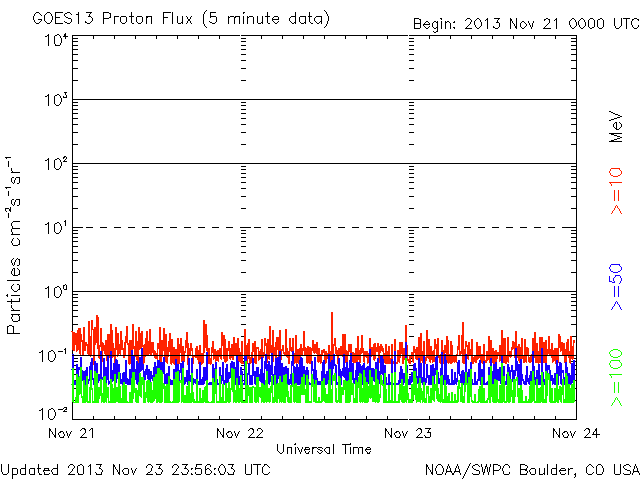 GOES13 Proton Flux (5 minute data)
Begin: 2013 Nov 21 0000 UTC
Particles cm⁻²s⁻¹sr⁻¹
10⁴
10³
10²
10¹
10⁰
10⁻¹
10⁻²
MeV
>=10
>=50
>=100
Nov 21
Nov 22
Nov 23
Nov 24
Universal Time
Updated 2013 Nov 23 23:56:03 UTC
NOAA/SWPC Boulder, CO USA